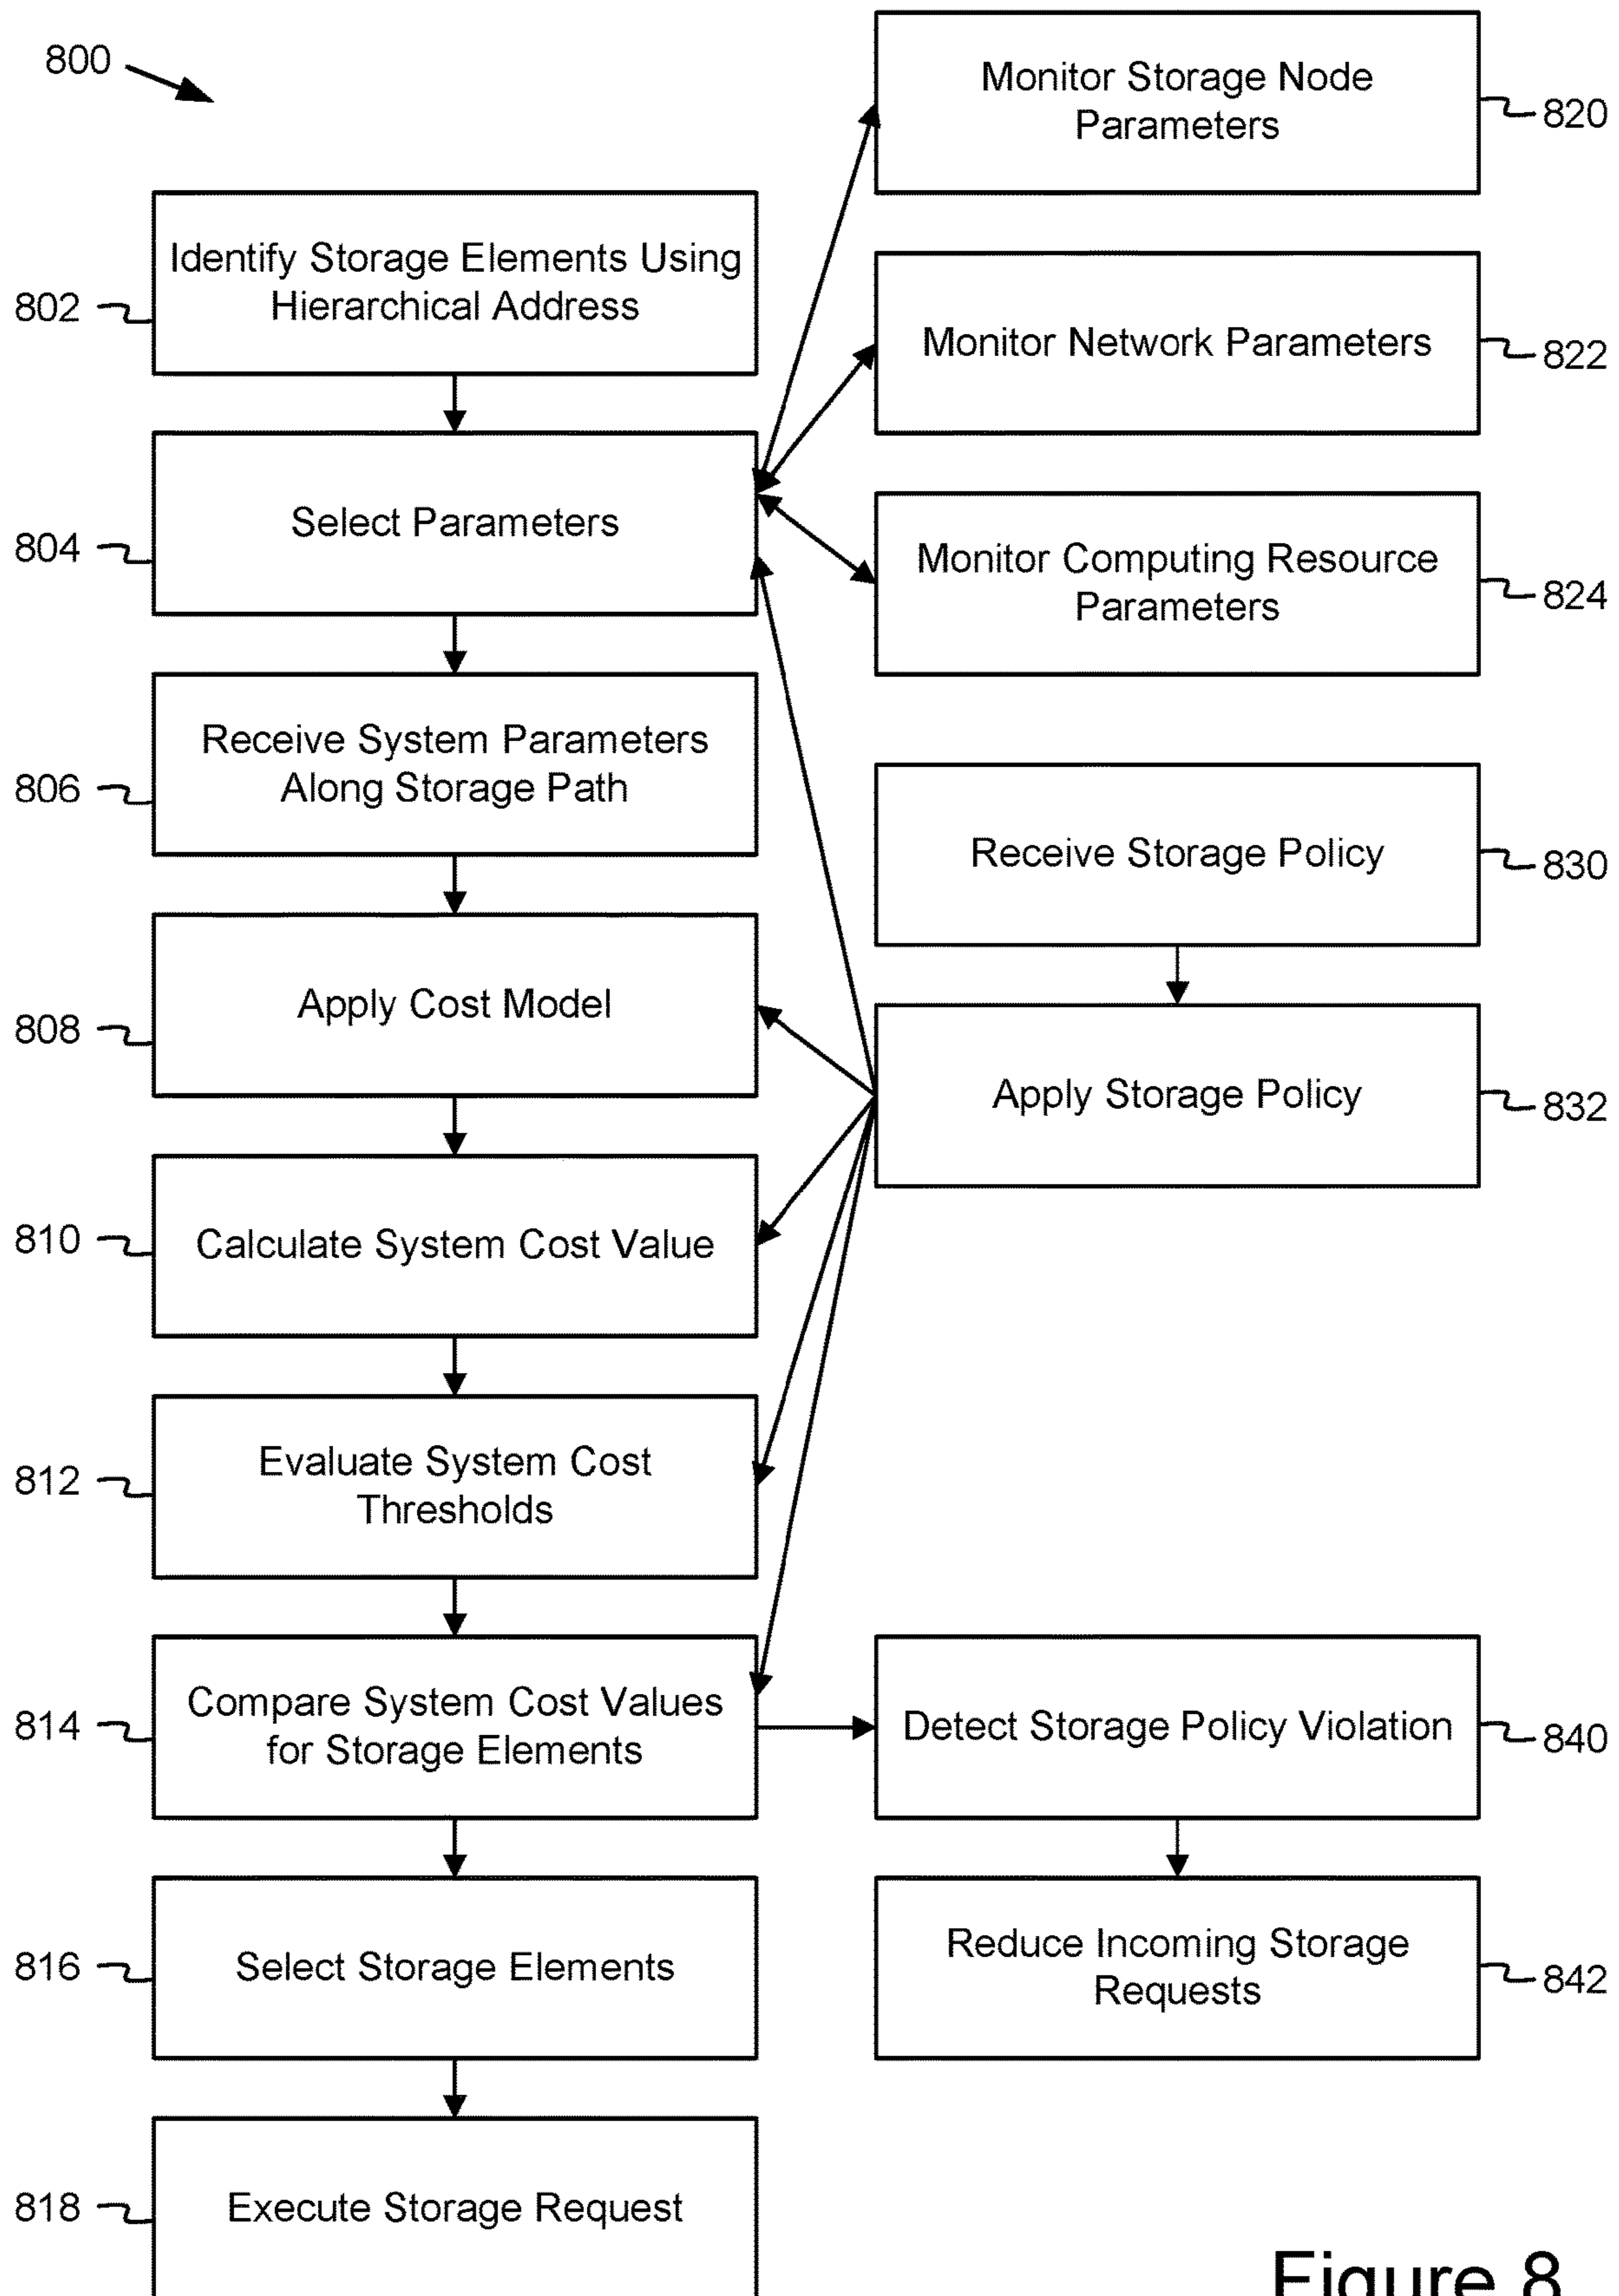 800
Monitor Storage Node
Parameters
820
Identify Storage Elements Using
Hierarchical Address
802
Monitor Network Parameters
822
Select Parameters
804
Monitor Computing Resource
Parameters
824
Receive System Parameters
Along Storage Path
806
Receive Storage Policy
830
Apply Cost Model
808
Apply Storage Policy
832
Calculate System Cost Value
810
Evaluate System Cost
Thresholds
812
Compare System Cost Values
for Storage Elements
814
Detect Storage Policy Violation
840
Select Storage Elements
816
Reduce Incoming Storage
Requests
842
Execute Storage Request
818
Figure 8